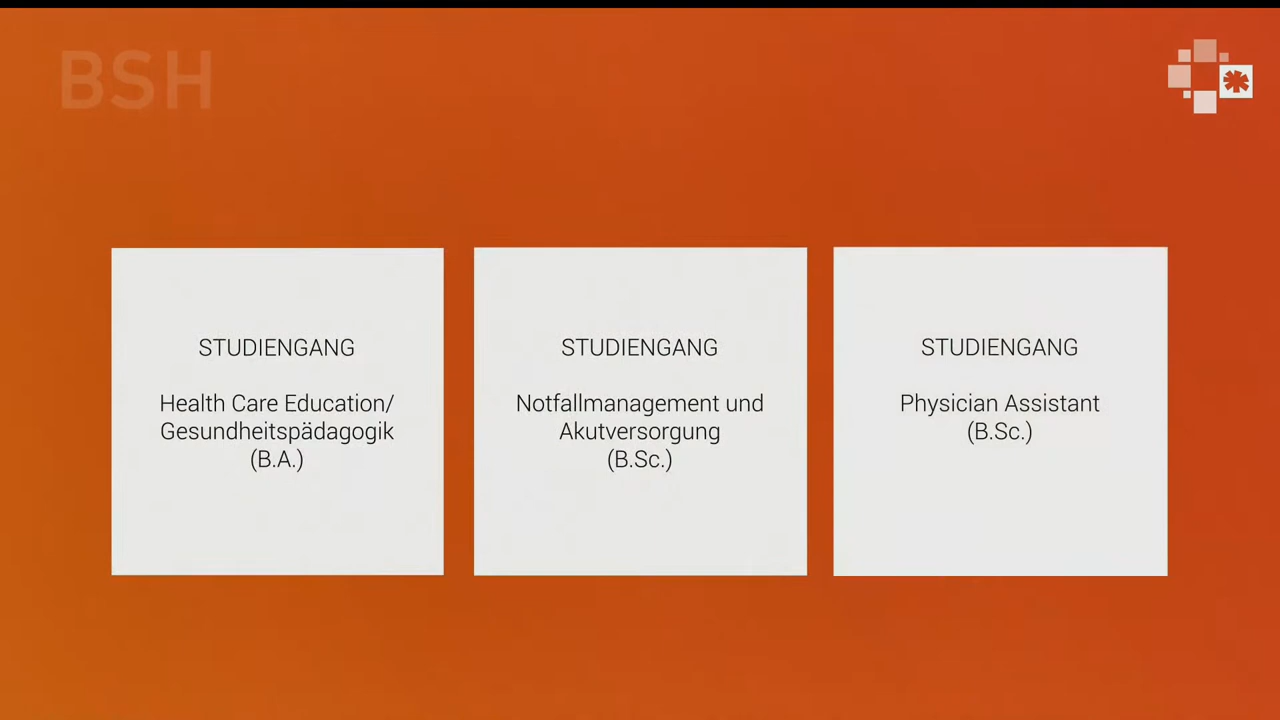 BSH
STUDIENGANG
Health Care Education/
Gesundheitspädagogik
(B.A.)
STUDIENGANG
Notfallmanagement und
Akutversorgung
(B.Sc.)
STUDIENGANG
Physician Assistant
(B.Sc.)